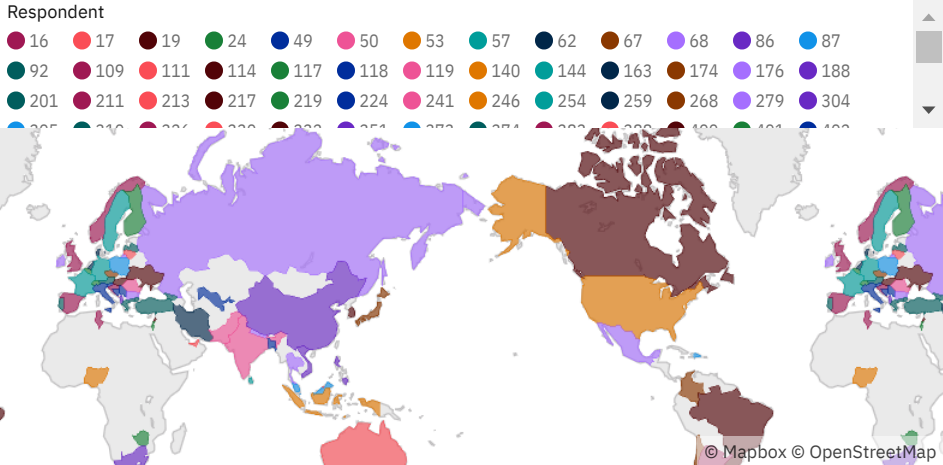 Respondent
16 17 19 24 49 50 53 57 62 67 68 86 87
92 109 111 114 117 118 119 140 144 163 174 176 188
201 211 213 217 219 224 241 246 254 259 268 279 304
© Mapbox © OpenStreetMap